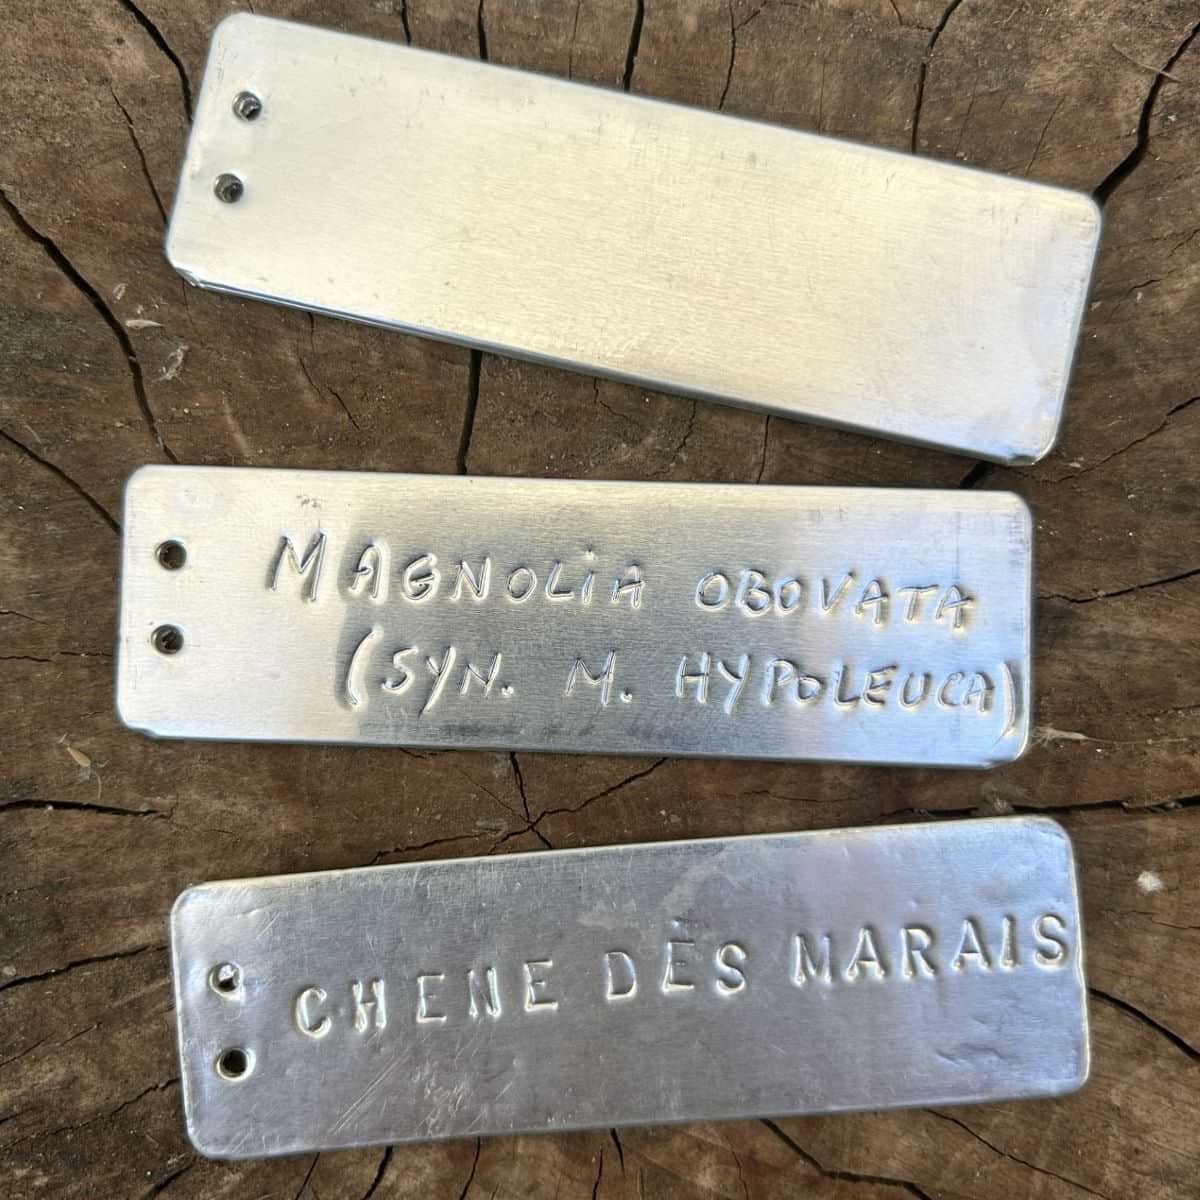 MAGNOLiA OBOVATA
(SYN. M. HYPOLEUCA)
CHENE DES MARAIS